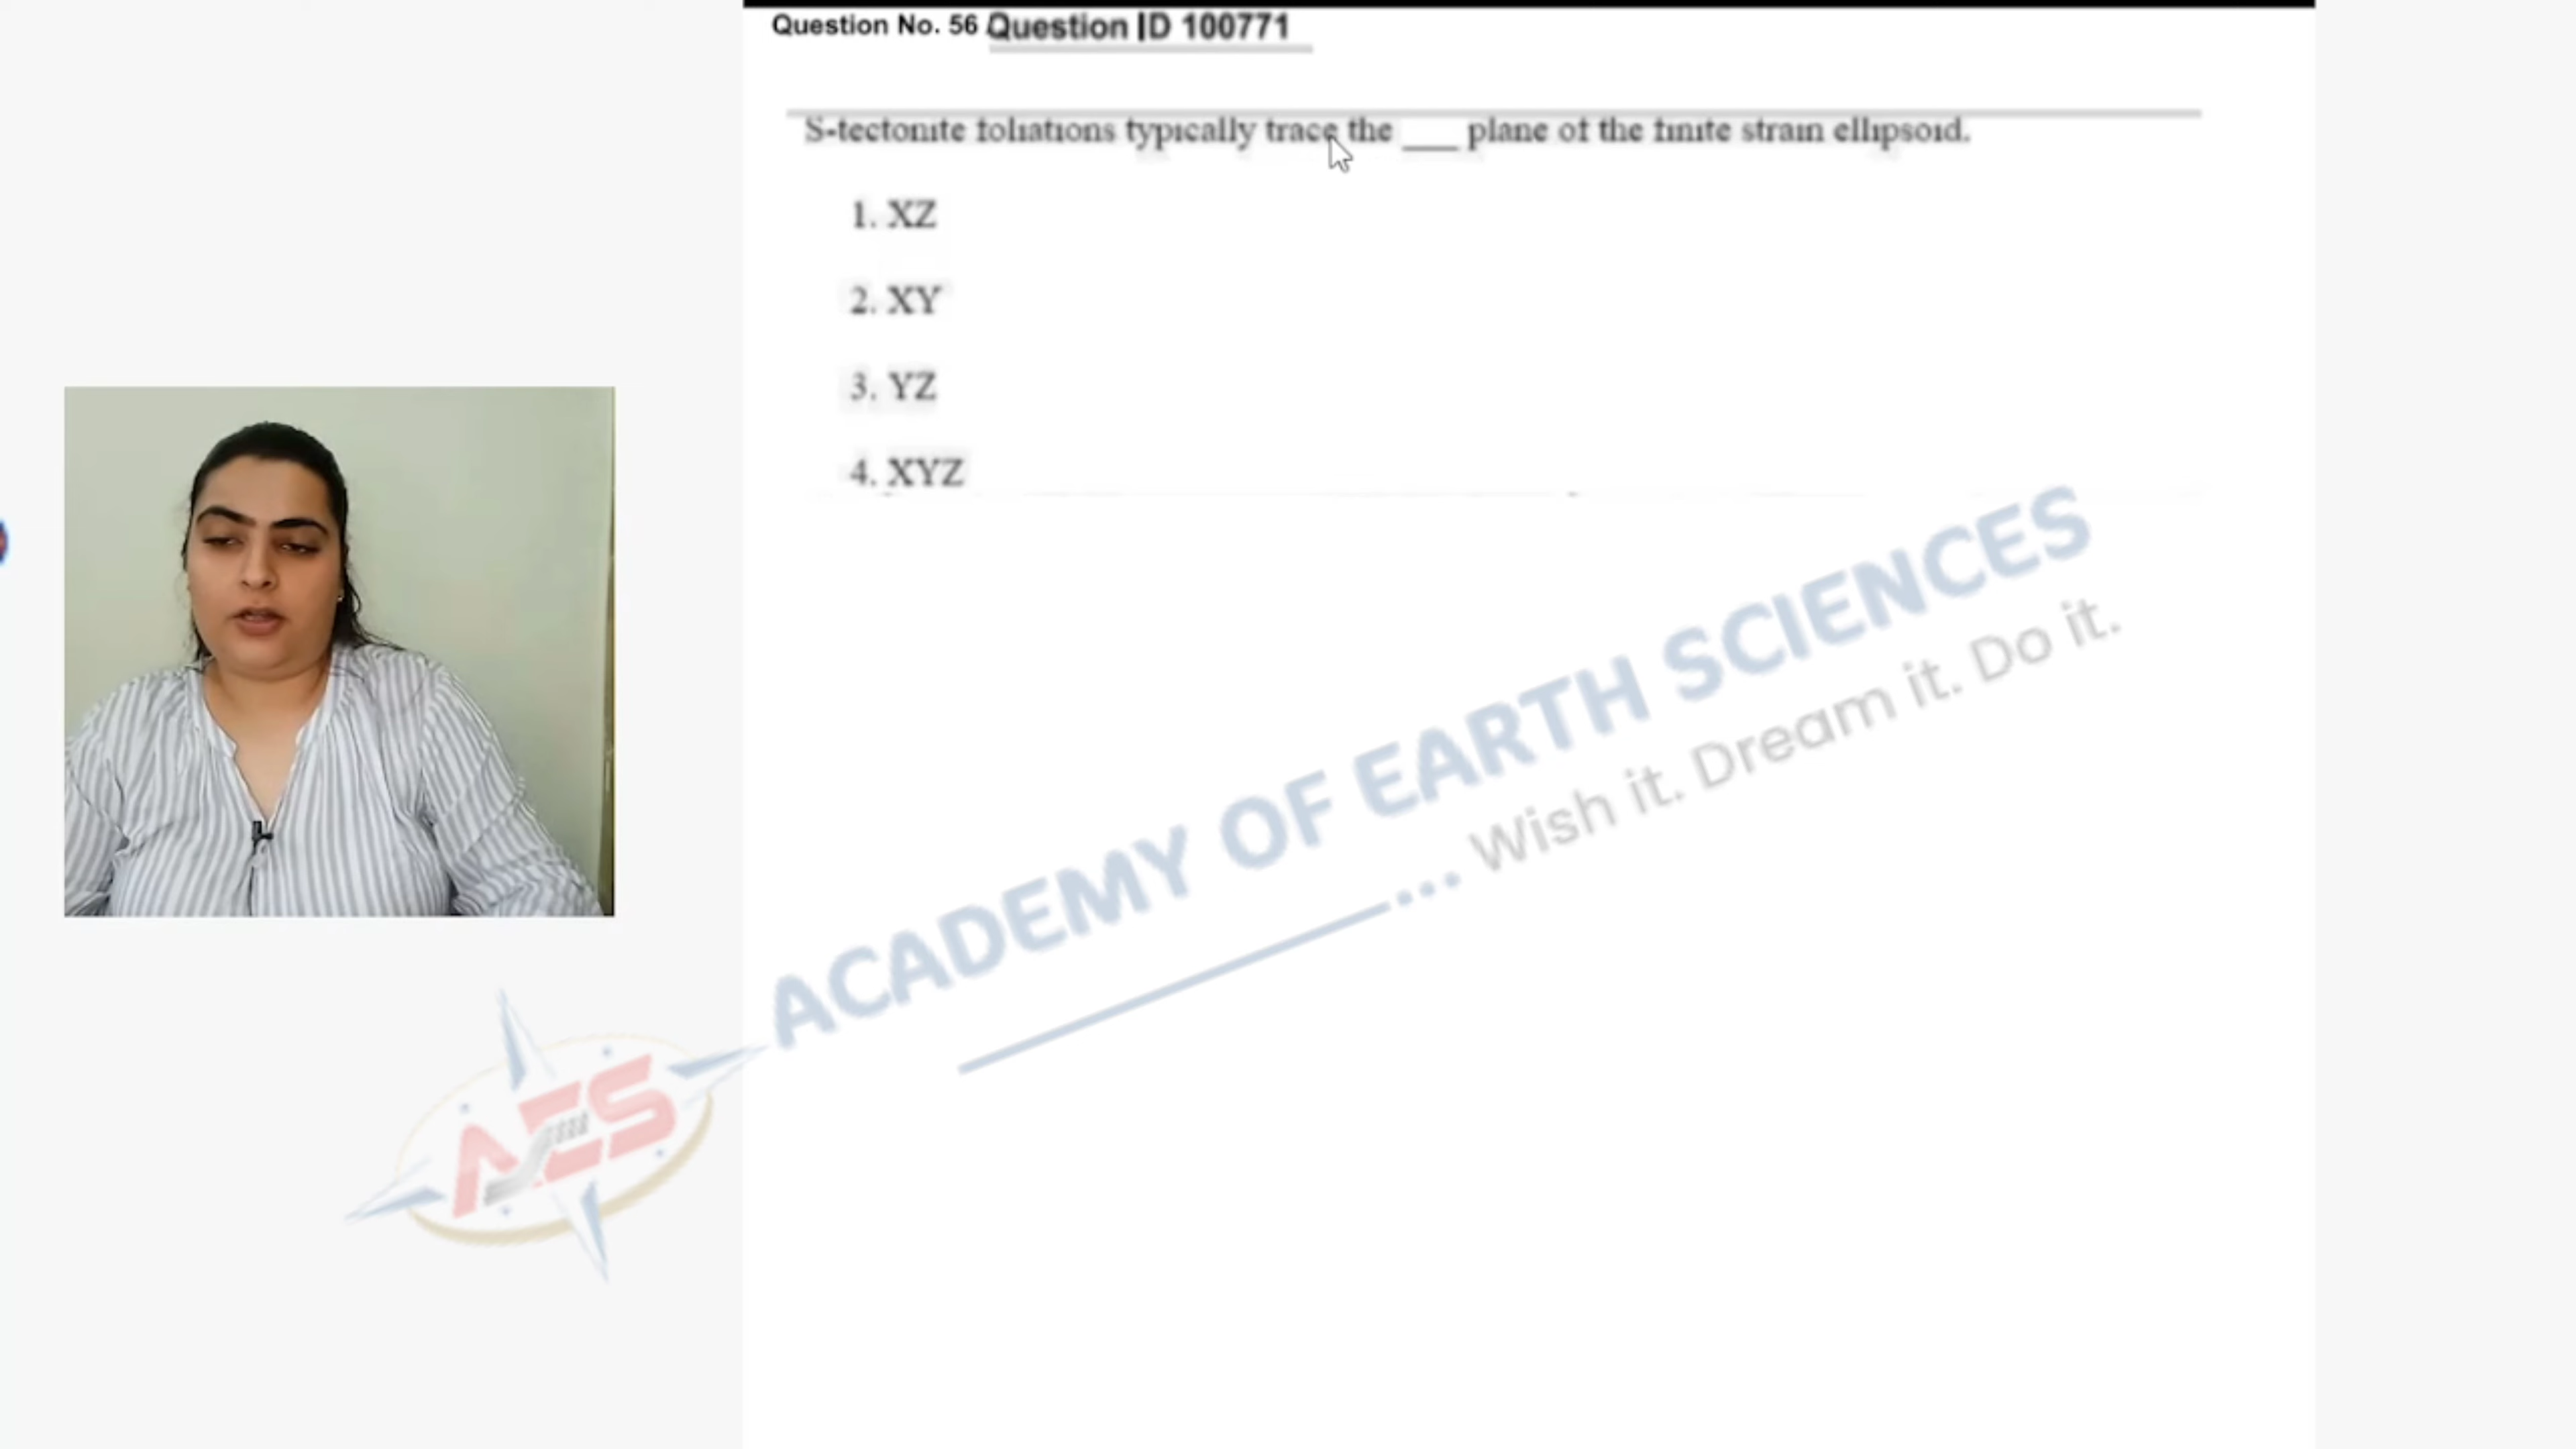 Question No. 56 Question ID 100771
S-tectonite foliations typically trace the ____ plane of the finite strain ellipsoid.
1. XZ
2. XY
3. YZ
4. XYZ
ACADEMY OF EARTH SCIENCES
... Wish it. Dream it. Do it.
AES